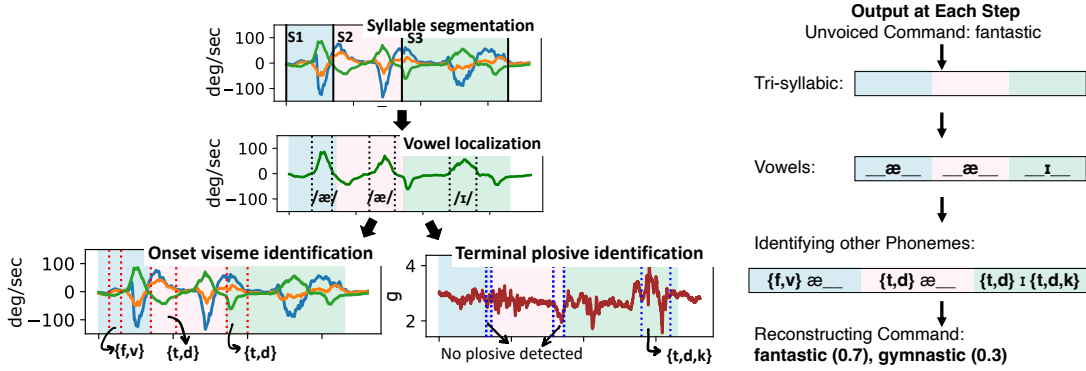 Syllable segmentation
S1 S2 S3
deg/sec
100
0
−100
Vowel localization
deg/sec
100
0
−100
/æ/ /æ/ /ɪ/
Onset viseme identification
deg/sec
100
0
−100
{f,v} {t,d} {t,d}
Terminal plosive identification
g
4
2
No plosive detected
{t,d,k}
Output at Each Step
Unvoiced Command: fantastic
Tri-syllabic:
Vowels: __æ__ __æ__ __ɪ__
Identifying other Phonemes:
{f,v} æ__ {t,d} æ__ {t,d} ɪ {t,d,k}
Reconstructing Command:
fantastic (0.7), gymnastic (0.3)